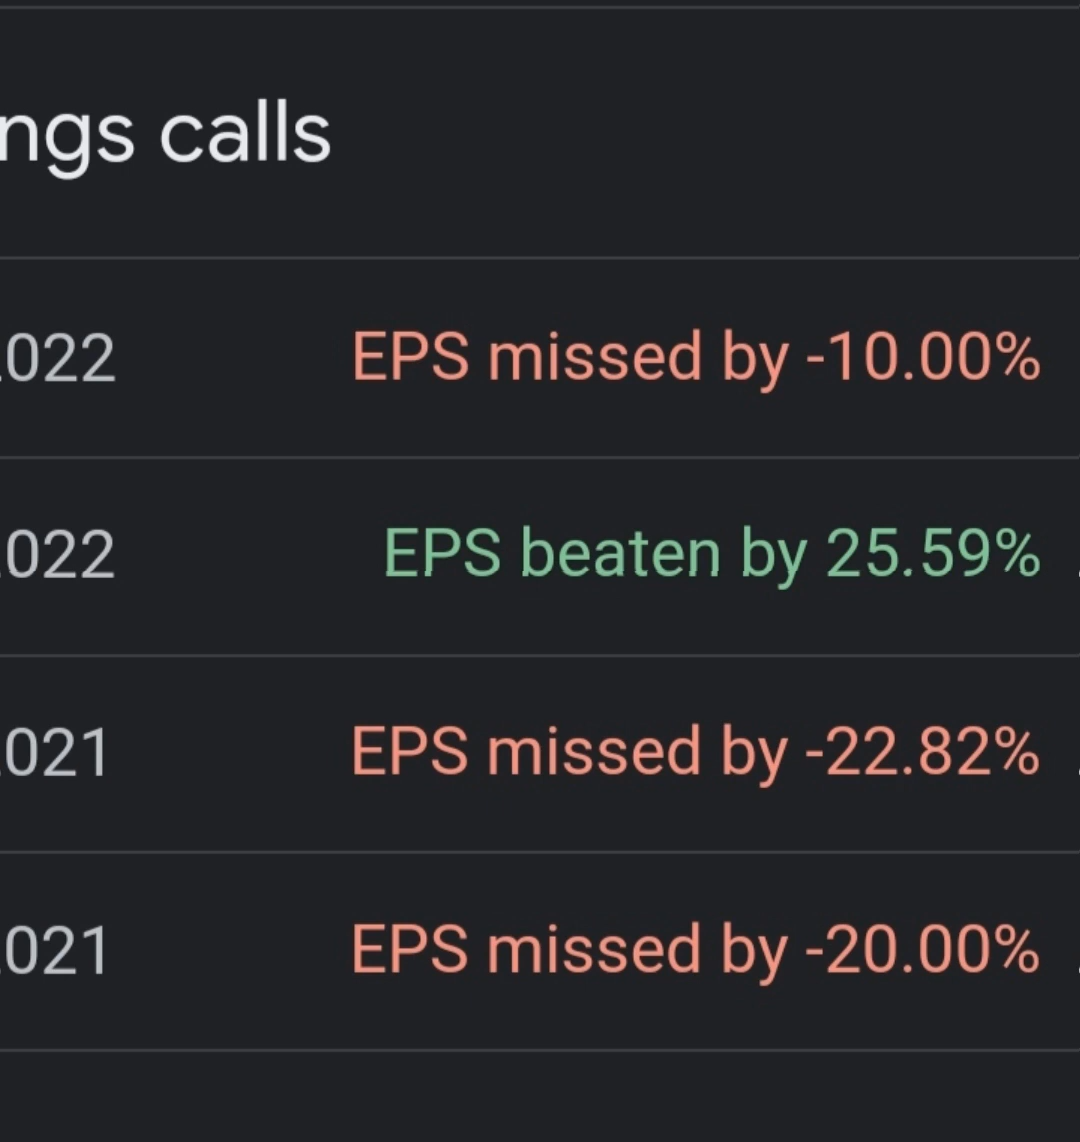 ngs calls
022 EPS missed by -10.00%
022 EPS beaten by 25.59%
021 EPS missed by -22.82%
021 EPS missed by -20.00%